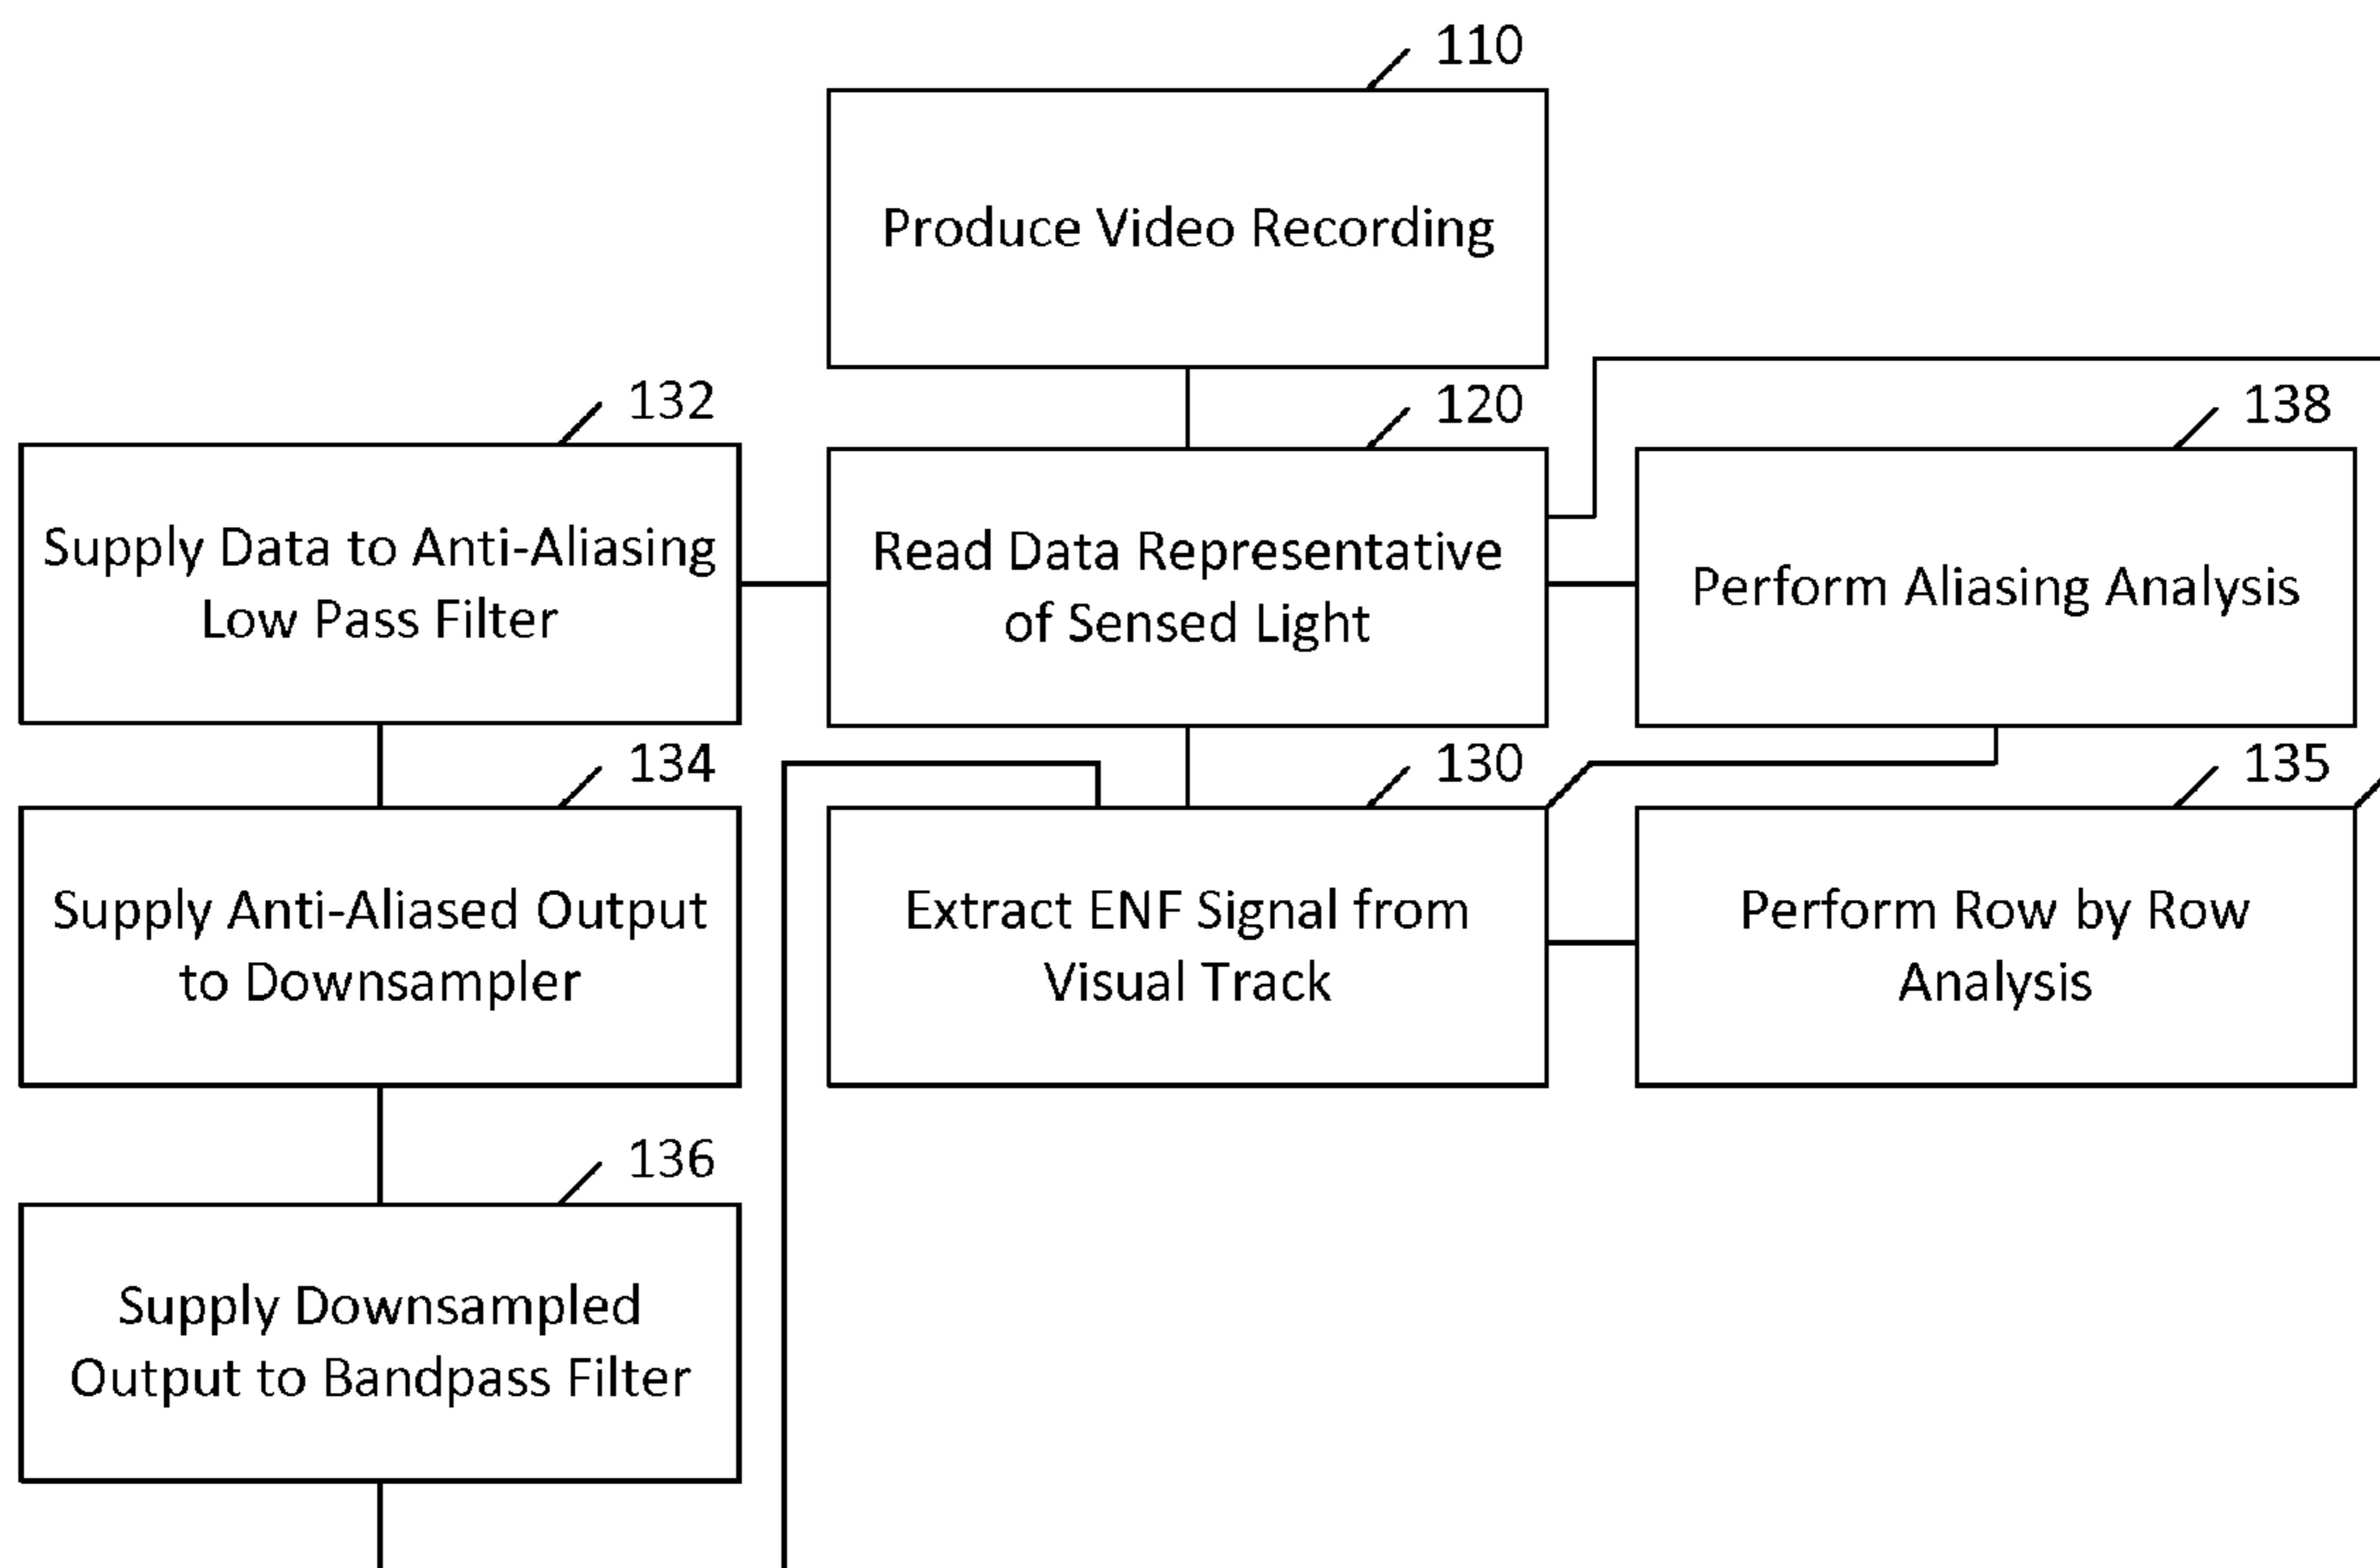 110
Produce Video Recording
132
120
138
Supply Data to Anti-Aliasing
Low Pass Filter
Read Data Representative
of Sensed Light
Perform Aliasing Analysis
134
130
135
Supply Anti-Aliased Output
to Downsampler
Extract ENF Signal from
Visual Track
Perform Row by Row
Analysis
136
Supply Downsampled
Output to Bandpass Filter